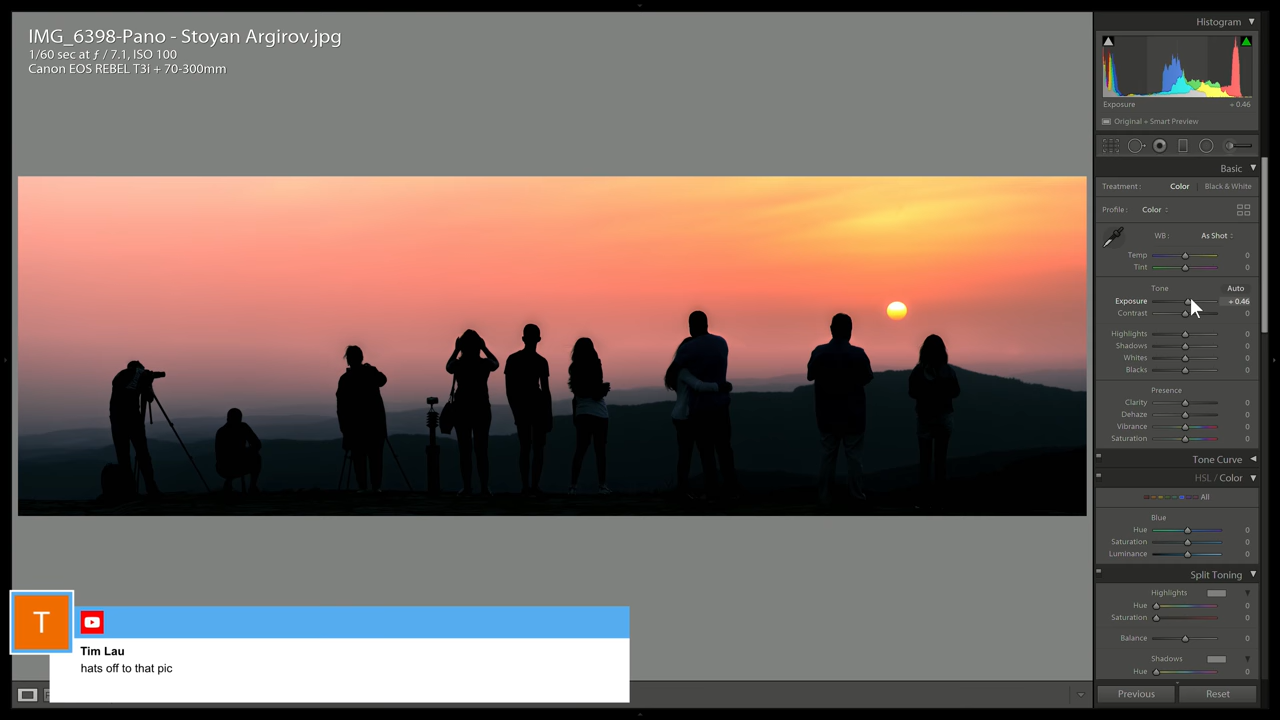 IMG_6398-Pano - Stoyan Argirov.jpg
1/60 sec at ƒ / 7.1, ISO 100
Canon EOS REBEL T3i + 70-300mm
Histogram
Exposure + 0.46
Original + Smart Preview
Basic
Treatment : Color Black & White
Profile : Color
WB : As Shot
Temp 0
Tint 0
Tone Auto
Exposure + 0.46
Contrast 0
Highlights 0
Shadows 0
Whites 0
Blacks 0
Presence
Clarity 0
Dehaze 0
Vibrance 0
Saturation 0
Tone Curve
HSL / Color
All
Blue
Hue 0
Saturation 0
Luminance 0
Split Toning
Highlights
Hue 0
Saturation 0
Balance 0
Shadows
Hue 0
Previous Reset
T
Tim Lau
hats off to that pic